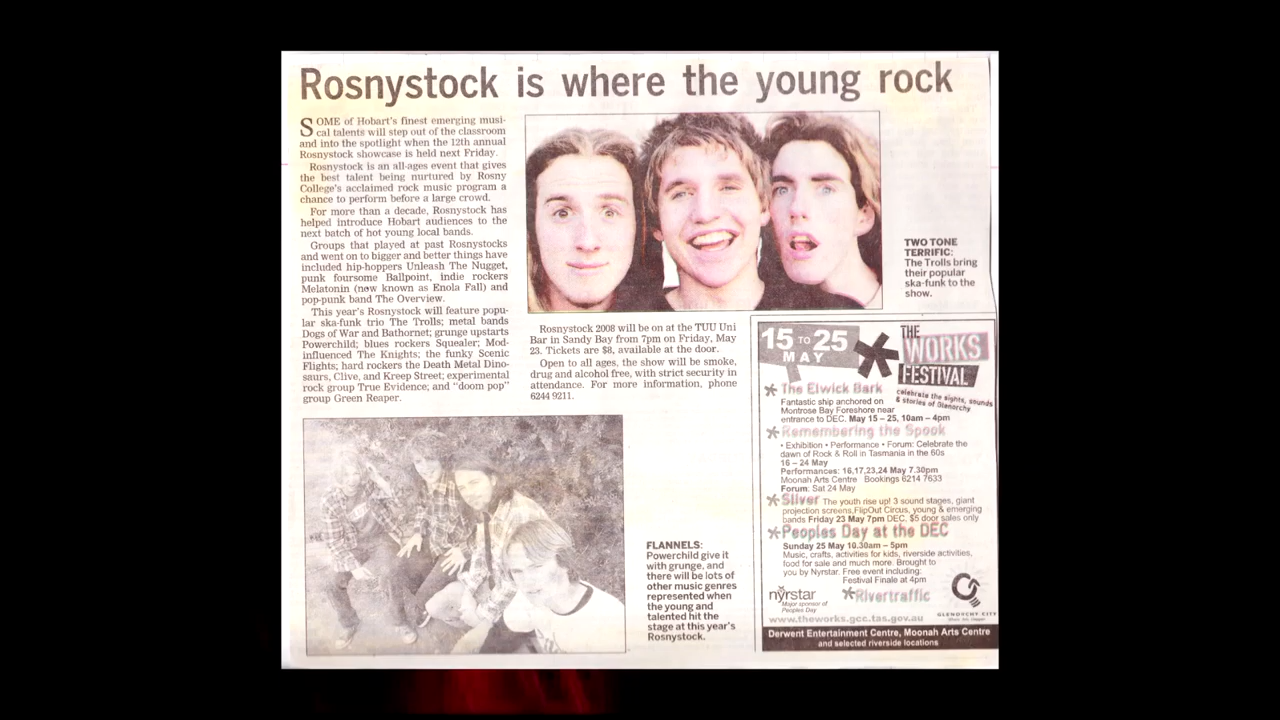 Rosnystock is where the young rock
SOME of Hobart's finest emerging musi-
cal talents will step out of the classroom
and into the spotlight when the 12th annual
Rosnystock showcase is held next Friday.
Rosnystock is an all-ages event that gives
the best talent being nurtured by Rosny
College's acclaimed rock music program a
chance to perform before a large crowd.
For more than a decade, Rosnystock has
helped introduce Hobart audiences to the
next batch of hot young local bands.
Groups that played at past Rosnystocks
and went on to bigger and better things have
included hip-hoppers Unleash The Nugget,
punk foursome Ballpoint, indie rockers
Melatonin (now known as Enola Fall) and
pop-punk band The Overview.
This year's Rosnystock will feature popu-
lar ska-funk trio The Trolls; metal bands
Dogs of War and Bathornet; grunge upstarts
Powerchild; blues rockers Squealer; Mod-
influenced The Knights; the funky Scenic
Flights; hard rockers the Death Metal Dino-
saurs, Clive, and Kreep Street; experimental
rock group True Evidence; and "doom pop"
group Green Reaper.
Rosnystock 2008 will be on at the TUU Uni
Bar in Sandy Bay from 7pm on Friday, May
23. Tickets are $8, available at the door.
Open to all ages, the show will be smoke,
drug and alcohol free, with strict security in
attendance. For more information, phone
6244 9211.
TWO TONE
TERRIFIC:
The Trolls bring
their popular
ska-funk to the
show.
FLANNELS:
Powerchild give it
with grunge, and
there will be lots of
other music genres
represented when
the young and
talented hit the
stage at this year's
Rosnystock.
15 TO 25
MAY
THE
WORKS
FESTIVAL
celebrate the sights, sounds
& stories of Glenorchy
The Elwick Bark
Fantastic ship anchored on
Montrose Bay Foreshore near
entrance to DEC. May 15 – 25, 10am – 4pm
Remembering the Spook
• Exhibition • Performance • Forum: Celebrate the
dawn of Rock & Roll in Tasmania in the 60s
16 – 24 May
Performances: 16,17,23,24 May 7.30pm
Moonah Arts Centre Bookings 6214 7633
Forum: Sat 24 May
Sliver The youth rise up! 3 sound stages, giant
projection screens,FlipOut Circus, young & emerging
bands Friday 23 May 7pm DEC. $5 door sales only
Peoples Day at the DEC
Sunday 25 May 10.30am – 5pm
Music, crafts, activities for kids, riverside activities,
food for sale and much more. Brought to
you by Nyrstar. Free event including:
Festival Finale at 4pm
nyrstar
Major sponsor of
Peoples Day
Rivertraffic
GLENORCHY CITY
www.theworks.gcc.tas.gov.au
Derwent Entertainment Centre, Moonah Arts Centre
and selected riverside locations